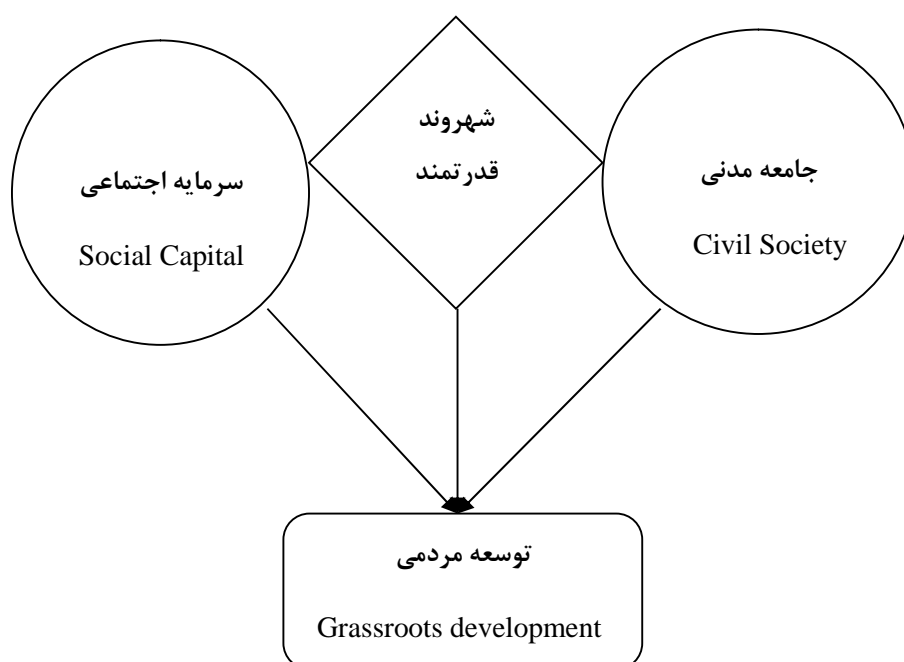 شهروند
قدرتمند
جامعه مدنی
Civil Society
سرمایه اجتماعی
Social Capital
توسعه مردمی
Grassroots development